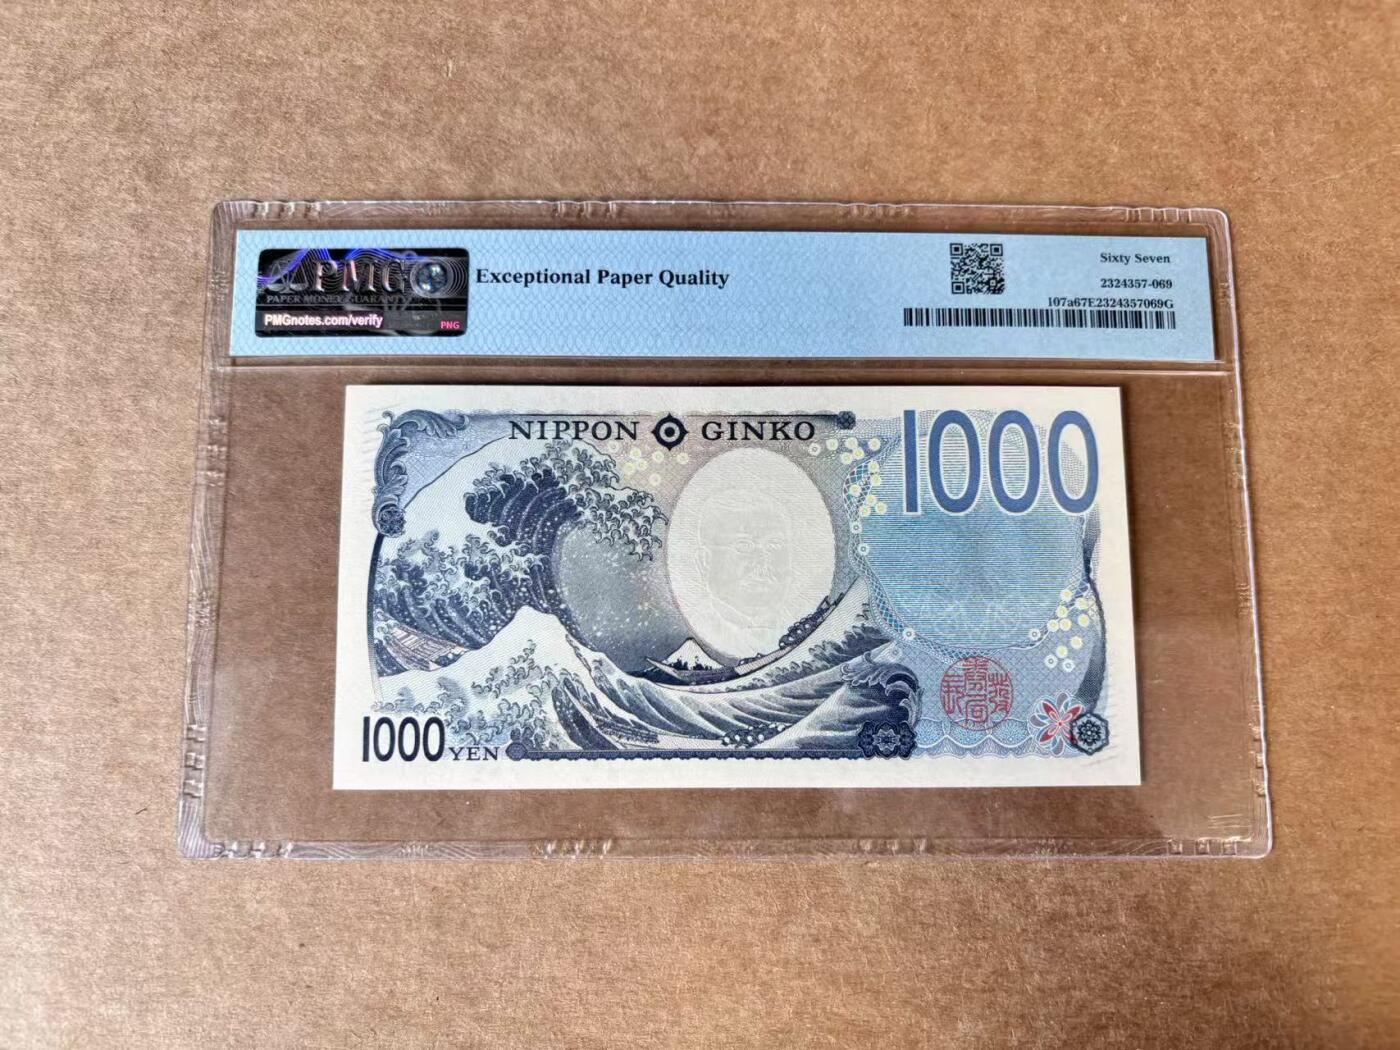 PMG
PAPER MONEY GUARANTY
PMGnotes.com/verify
PNG
Exceptional Paper Quality
Sixty Seven
2324357-069
107a67E2324357069G
NIPPON GINKO
1000
1000 YEN